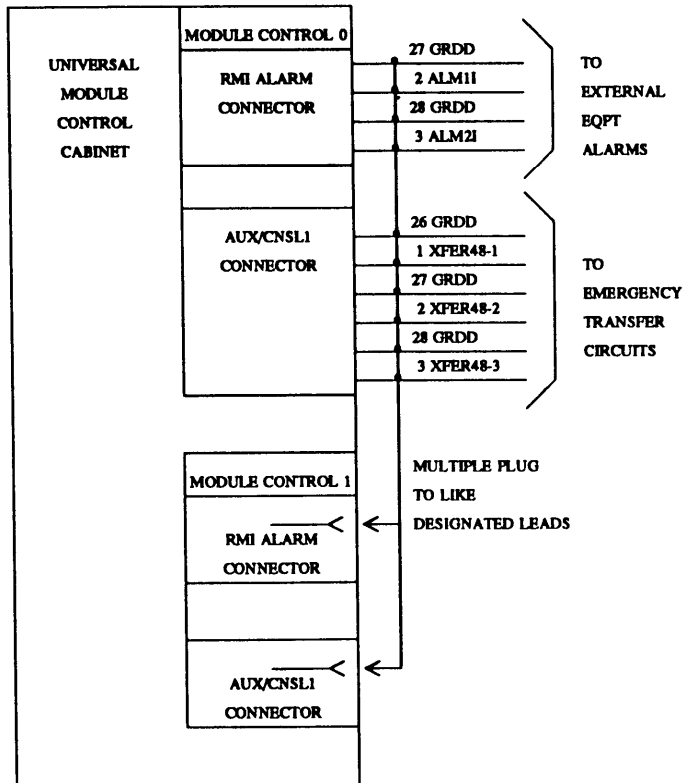 UNIVERSAL
MODULE
CONTROL
CABINET
MODULE CONTROL 0
RMI ALARM
CONNECTOR
27 GRDD
2 ALM1I
28 GRDD
3 ALM2I
TO
EXTERNAL
EQPT
ALARMS
AUX/CNSL1
CONNECTOR
26 GRDD
1 XFER48-1
27 GRDD
2 XFER48-2
28 GRDD
3 XFER48-3
TO
EMERGENCY
TRANSFER
CIRCUITS
MODULE CONTROL 1
RMI ALARM
CONNECTOR
MULTIPLE PLUG
TO LIKE
DESIGNATED LEADS
AUX/CNSL1
CONNECTOR